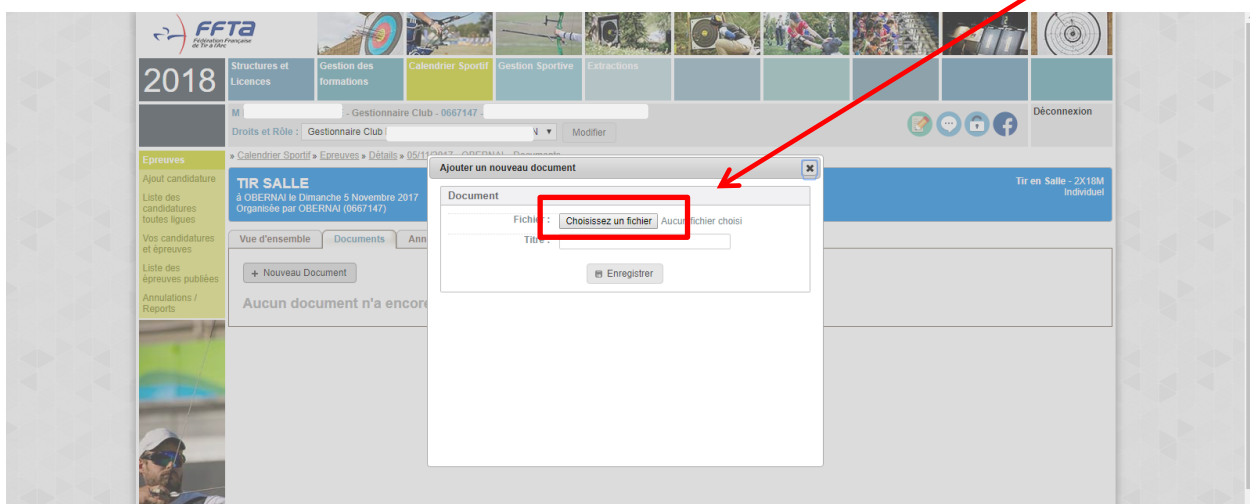 FFTa
Fédération Française
de Tir à l'Arc
2018
Structures et
Licences
Gestion des
formations
Calendrier Sportif
Gestion Sportive
Extractions
M - Gestionnaire Club - 0667147 -
Déconnexion
Droits et Rôle : Gestionnaire Club N ▼ Modifier
» Calendrier Sportif » Epreuves » Détails » 05/11/2017 - OBERNAI - Documents
Epreuves
Ajout candidature
Liste des
candidatures
toutes ligues
Vos candidatures
et épreuves
Liste des
épreuves publiées
Annulations /
Reports
TIR SALLE
à OBERNAI le Dimanche 5 Novembre 2017
Organisée par OBERNAI (0667147)
Tir en Salle - 2X18M
Individuel
Vue d'ensemble
Documents
Ann
+ Nouveau Document
Aucun document n'a encore
Ajouter un nouveau document
Document
Fichier : Choisissez un fichier Aucun fichier choisi
Titre :
Enregistrer